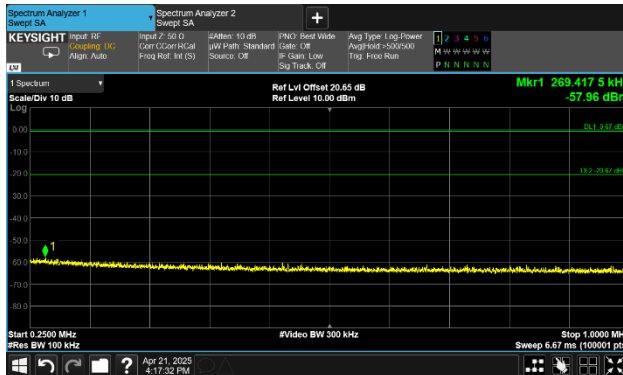 Spectrum Analyzer 1
Swept SA
Spectrum Analyzer 2
Swept SA
+
KEYSIGHT
Input: RF
Coupling: DC
Align: Auto
Input Z: 50 Ω
Corr CCorr RCal
Freq Ref: Int (S)
#Atten: 10 dB
µW Path: Standard
Source: Off
PNO: Best Wide
Gate: Off
IF Gain: Low
Sig Track: Off
Avg Type: Log-Power
Avg|Hold:>500/500
Trig: Free Run
1 2 3 4 5 6
M W W W W W
P N N N N N
LXI
1 Spectrum
Scale/Div 10 dB
Log
Ref Lvl Offset 20.65 dB
Ref Level 10.00 dBm
Mkr1 269.417 5 kH
-57.96 dBr
0.00
-10.0
-20.0
-30.0
-40.0
-50.0
-60.0
-70.0
-80.0
1
DL2 -20.67 dB
Start 0.2500 MHz
#Res BW 100 kHz
#Video BW 300 kHz
Stop 1.0000 MH
Sweep 6.67 ms (100001 pts
?
Apr 21, 2025
4:17:32 PM